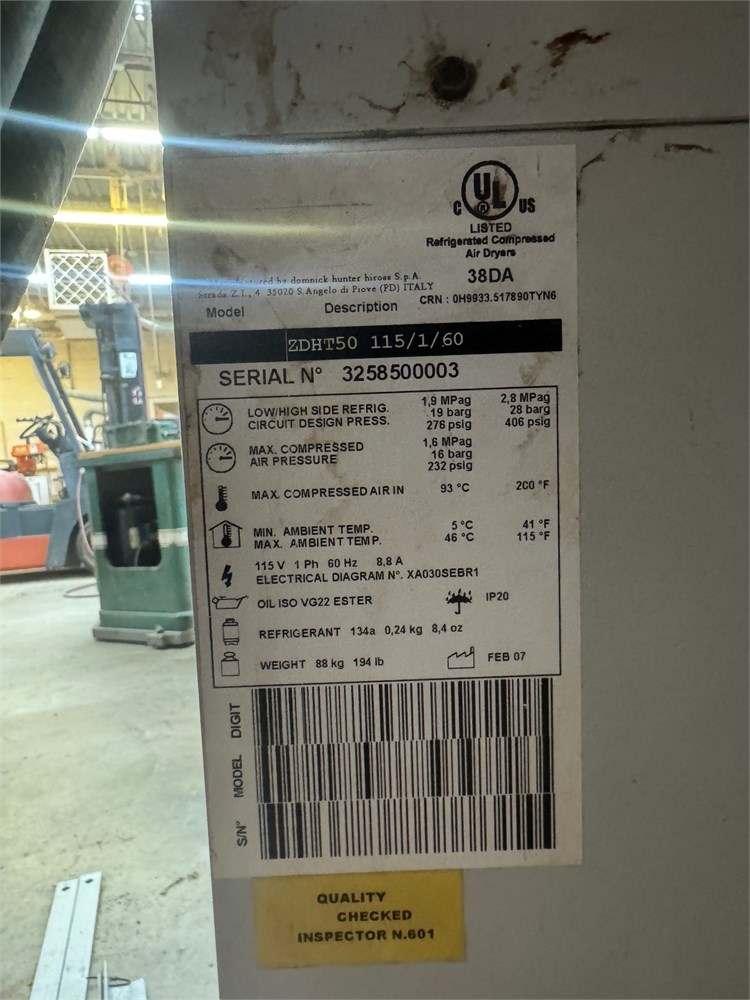 C UL ® US
LISTED
Refrigerated Compressed
Air Dryers
38DA
by domnick hunter hiross S.p.A.
Strada Z.I., 4 35020 S.Angelo di Piove (PD) ITALY
CRN : 0H9933.517890TYN6
Model Description
ZDHT50 115/1/60
SERIAL N° 3258500003
LOW/HIGH SIDE REFRIG. 1,9 MPag 2,8 MPag
CIRCUIT DESIGN PRESS. 19 barg 28 barg
276 psig 406 psig
MAX. COMPRESSED 1,6 MPag
AIR PRESSURE 16 barg
232 psig
MAX. COMPRESSED AIR IN 93 °C 200 °F
MIN. AMBIENT TEMP. 5 °C 41 °F
MAX. AMBIENT TEMP. 46 °C 115 °F
115 V 1 Ph 60 Hz 8,8 A
ELECTRICAL DIAGRAM N°. XA030SEBR1
OIL ISO VG22 ESTER IP20
REFRIGERANT 134a 0,24 kg 8,4 oz
WEIGHT 88 kg 194 lb FEB 07
DIGIT
MODEL
S/N°
QUALITY
CHECKED
INSPECTOR N.601